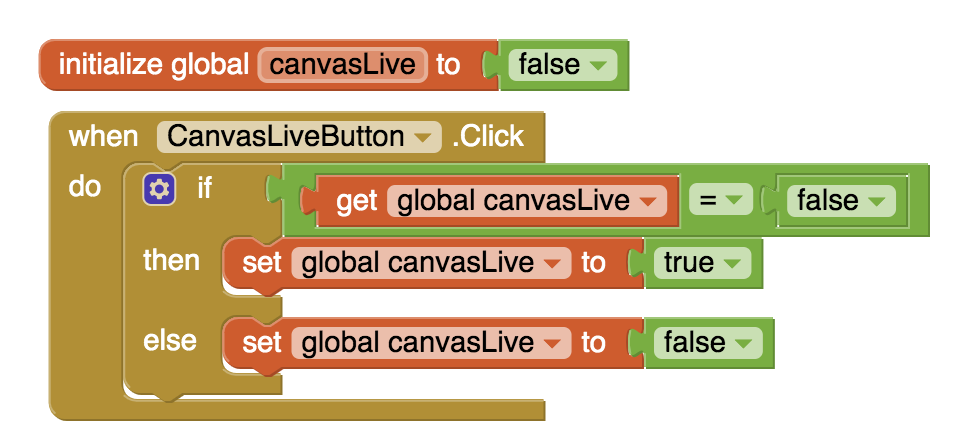 initialize global canvasLive to false
when CanvasLiveButton .Click
do if get global canvasLive = false
then set global canvasLive to true
else set global canvasLive to false